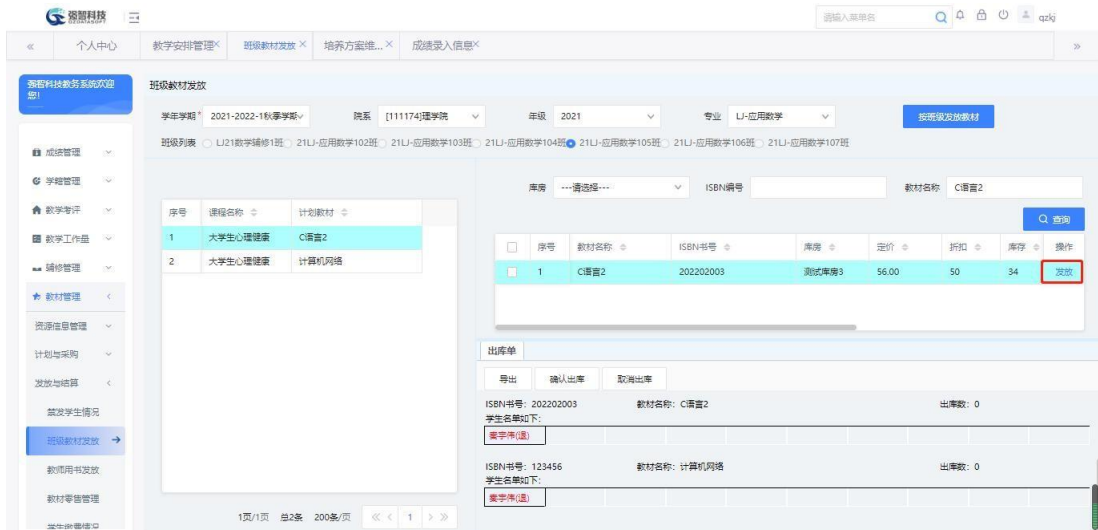 强智科技
QZDATASOFT
请输入菜单名
qzkj
个人中心
教学安排管理×
班级教材发放 ×
培养方案维... ×
成绩录入信息×
强智科技教务系统欢迎
您!
成绩管理
学籍管理
教学考评
教学工作量
辅修管理
教材管理
资源信息管理
计划与采购
发放与结算
禁发学生情况
班级教材发放
教师用书发放
教材零售管理
学生缴费情况
班级教材发放
学年学期* 2021-2022-1秋季学期 院系 [111174]理学院 年级 2021 专业 LJ-应用数学 按班级发放教材
班级列表 LJ21数学辅修1班 21LJ-应用数学102班 21LJ-应用数学103班 21LJ-应用数学104班 21LJ-应用数学105班 21LJ-应用数学106班 21LJ-应用数学107班
序号 课程名称 计划教材
1 大学生心理健康 C语言2
2 大学生心理健康 计算机网络
1页/1页 总2条 200条/页 1
库房 ---请选择--- ISBN编号 教材名称 C语言2
查询
序号 教材名称 ISBN书号 库房 定价 折扣 库存 操作
1 C语言2 202202003 测试库房3 56.00 50 34 发放
出库单
导出 确认出库 取消出库
ISBN书号: 202202003 教材名称: C语言2 出库数: 0
学生名单如下:
秦宇伟(退)
ISBN书号: 123456 教材名称: 计算机网络 出库数: 0
学生名单如下:
秦宇伟(退)